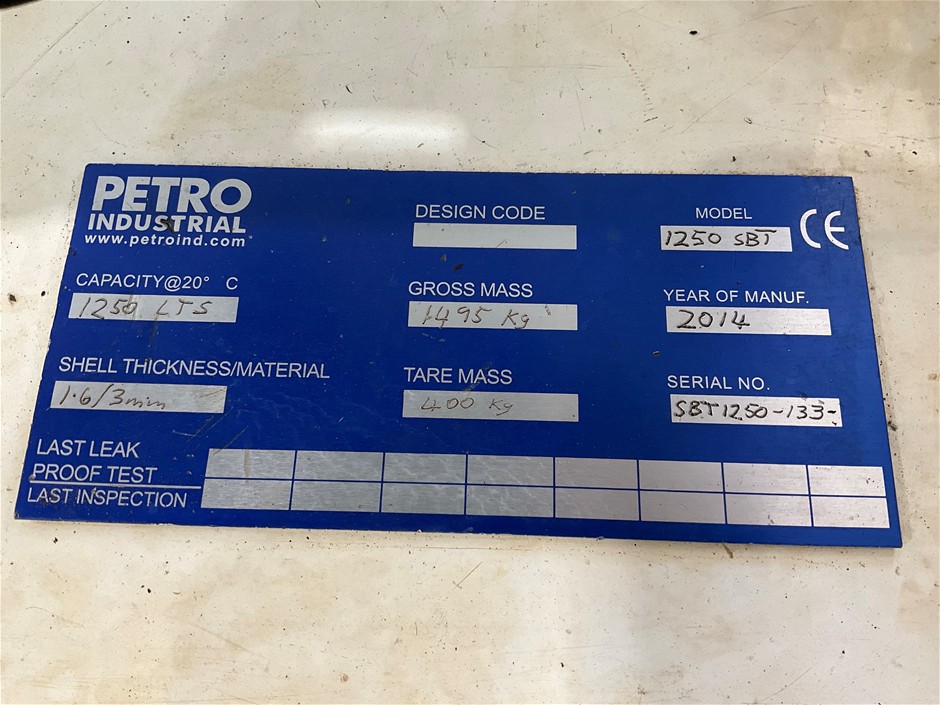 PETRO
INDUSTRIAL
www.petroind.com
DESIGN CODE
MODEL
1250 SBT
CE
CAPACITY@20° C
1250 LTS
GROSS MASS
1495 Kg
YEAR OF MANUF.
2014
SHELL THICKNESS/MATERIAL
1.6/3mm
TARE MASS
400 Kg
SERIAL NO.
SBT1250-133-
LAST LEAK
PROOF TEST
LAST INSPECTION